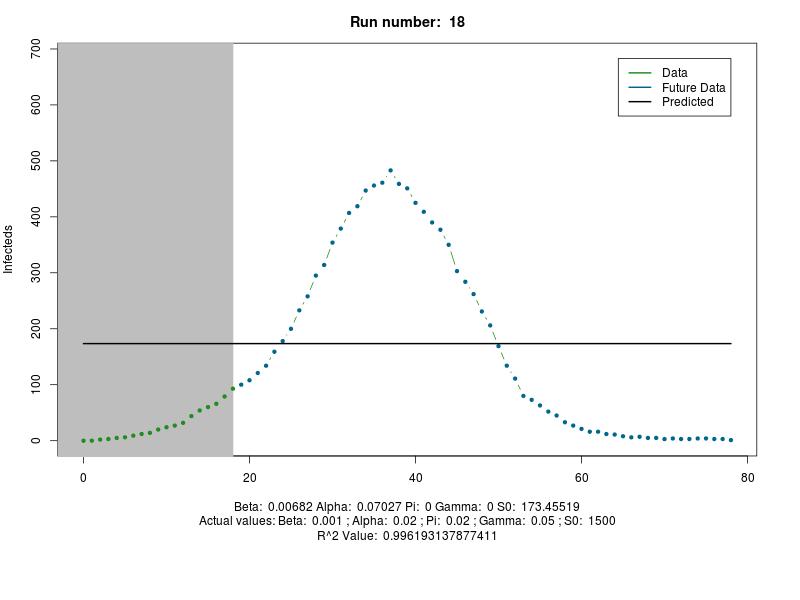 Run number: 18
700
600
500
400
300
200
100
0
Infecteds
Data
Future Data
Predicted
0 20 40 60 80
Beta: 0.00682 Alpha: 0.07027 Pi: 0 Gamma: 0 S0: 173.45519
Actual values: Beta: 0.001 ; Alpha: 0.02 ; Pi: 0.02 ; Gamma: 0.05 ; S0: 1500
R^2 Value: 0.996193137877411